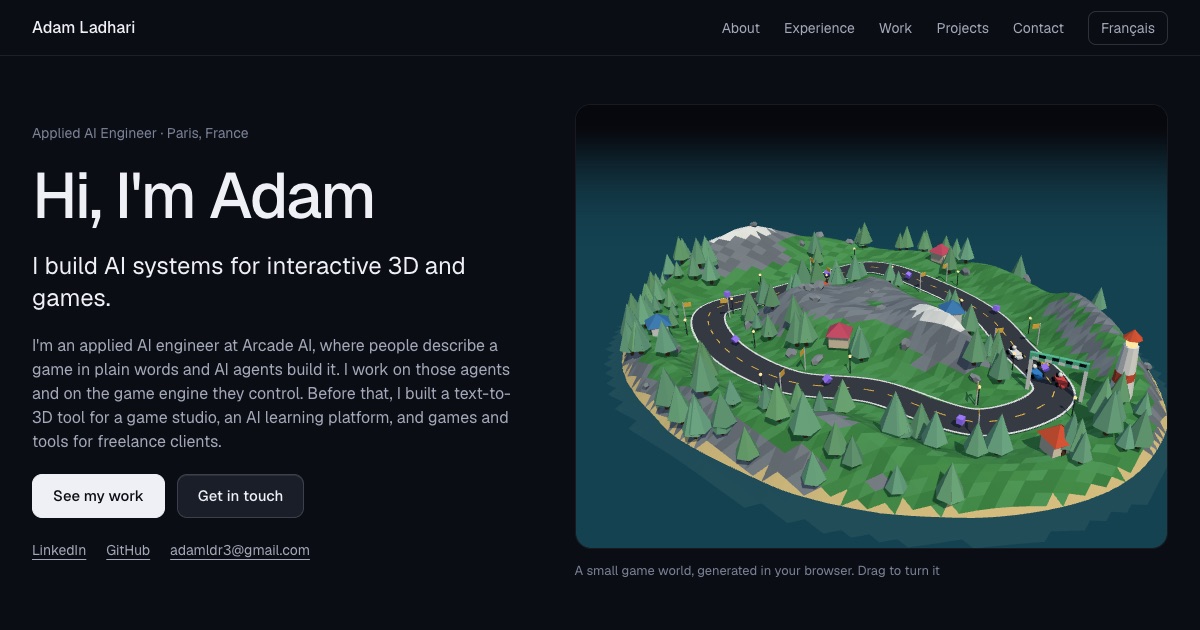 Adam Ladhari
About
Experience
Work
Projects
Contact
Français
Applied AI Engineer · Paris, France
Hi, I'm Adam
I build AI systems for interactive 3D and
games.
I'm an applied AI engineer at Arcade AI, where people describe a
game in plain words and AI agents build it. I work on those agents
and on the game engine they control. Before that, I built a text-to-
3D tool for a game studio, an AI learning platform, and games and
tools for freelance clients.
See my work
Get in touch
LinkedIn
GitHub
adamldr3@gmail.com
A small game world, generated in your browser. Drag to turn it